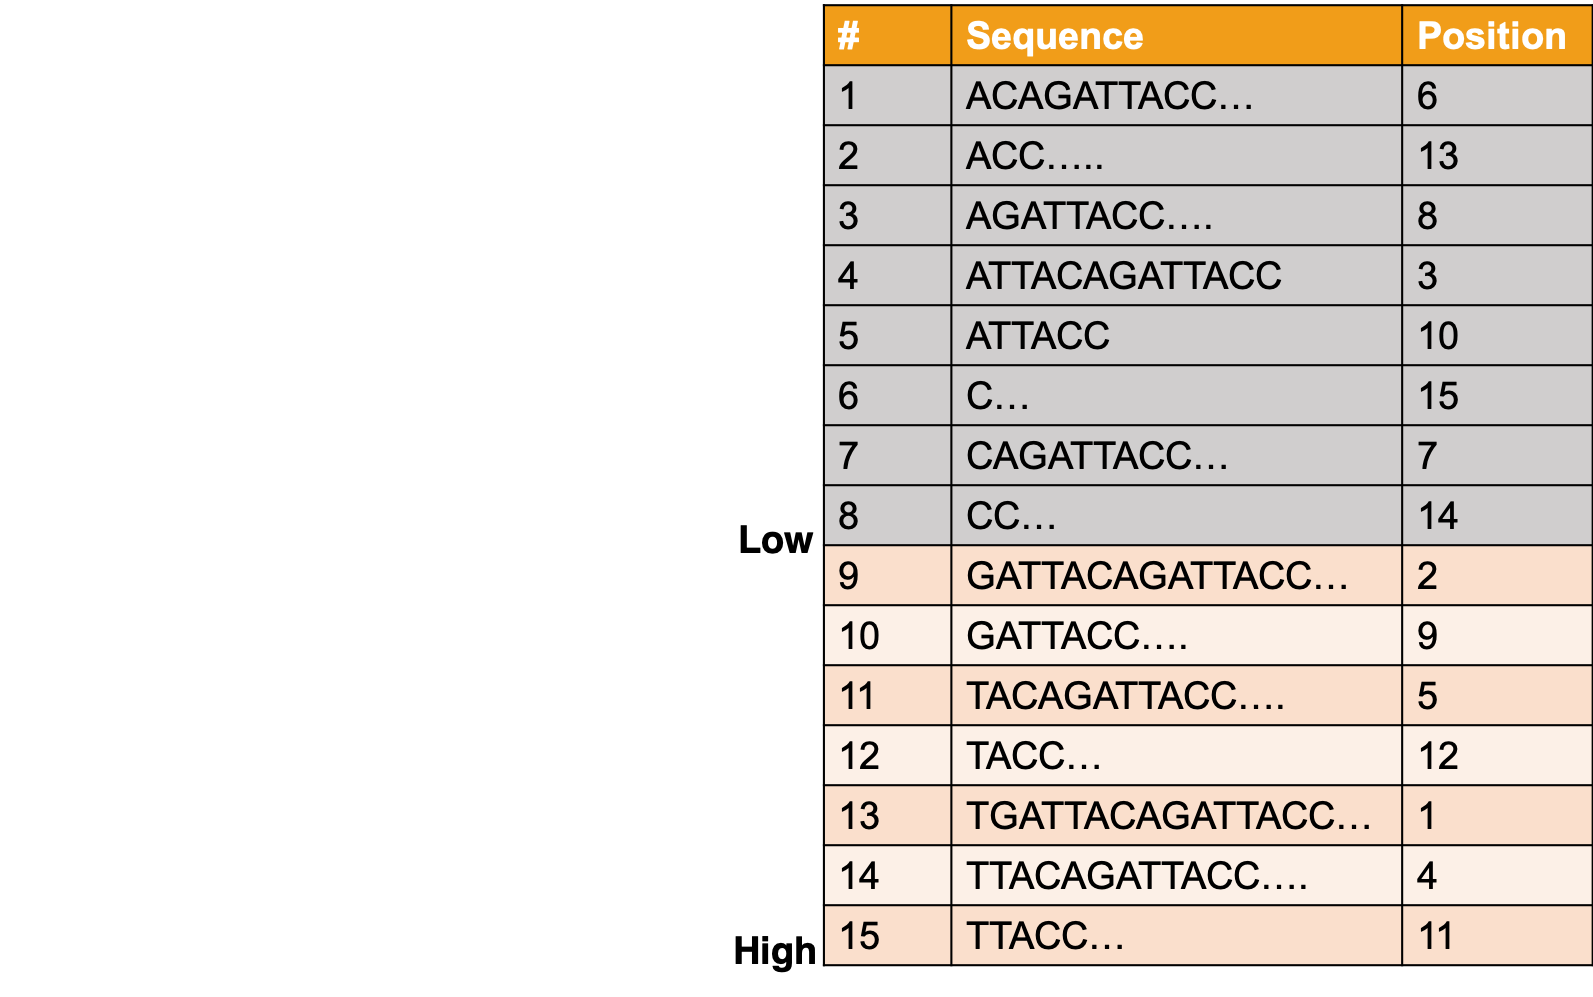 # Sequence Position
1 ACAGATTACC… 6
2 ACC….. 13
3 AGATTACC…. 8
4 ATTACAGATTACC 3
5 ATTACC 10
6 C… 15
7 CAGATTACC… 7
8 CC… 14
Low
9 GATTACAGATTACC… 2
10 GATTACC…. 9
11 TACAGATTACC…. 5
12 TACC… 12
13 TGATTACAGATTACC… 1
14 TTACAGATTACC…. 4
High 15 TTACC… 11